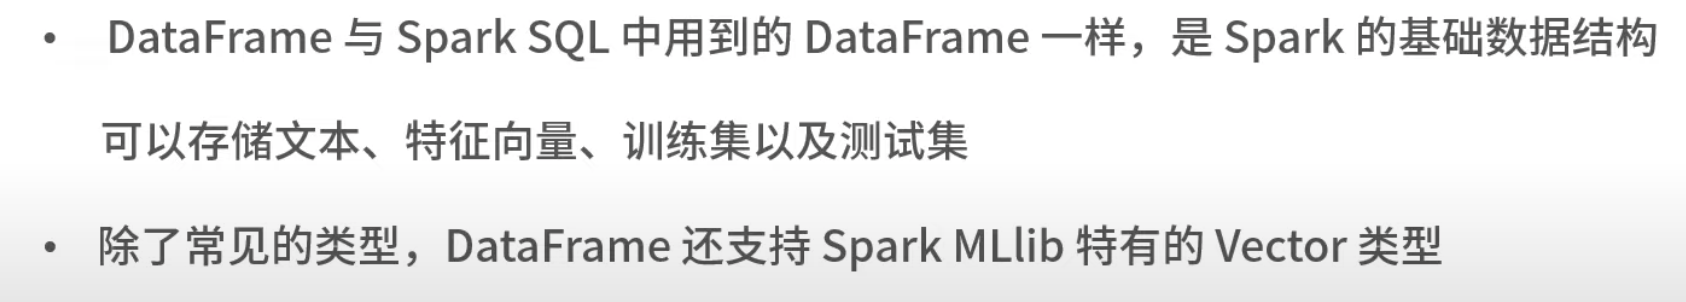 • DataFrame 与 Spark SQL 中用到的 DataFrame 一样，是 Spark 的基础数据结构
可以存储文本、特征向量、训练集以及测试集
• 除了常见的类型，DataFrame 还支持 Spark MLlib 特有的 Vector 类型